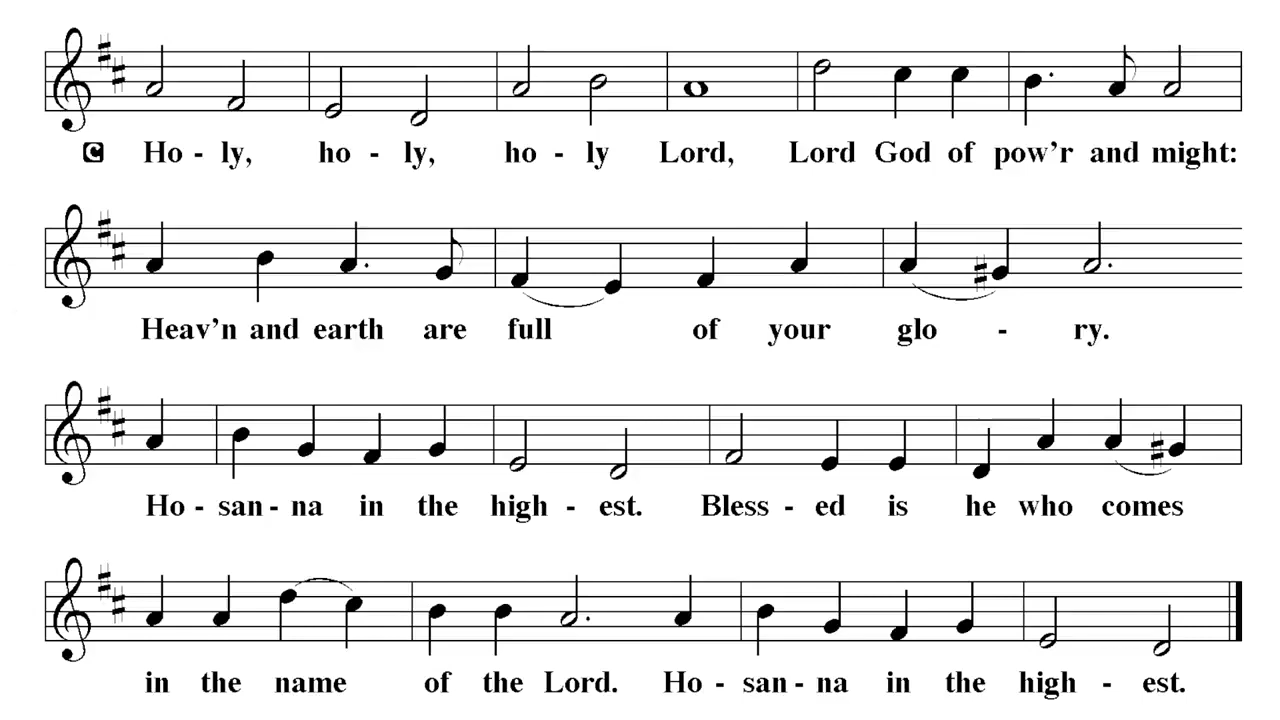 C Ho - ly, ho - ly, ho - ly Lord, Lord God of pow’r and might:
Heav’n and earth are full of your glo - ry.
Ho - san - na in the high - est. Bless - ed is he who comes
in the name of the Lord. Ho - san - na in the high - est.